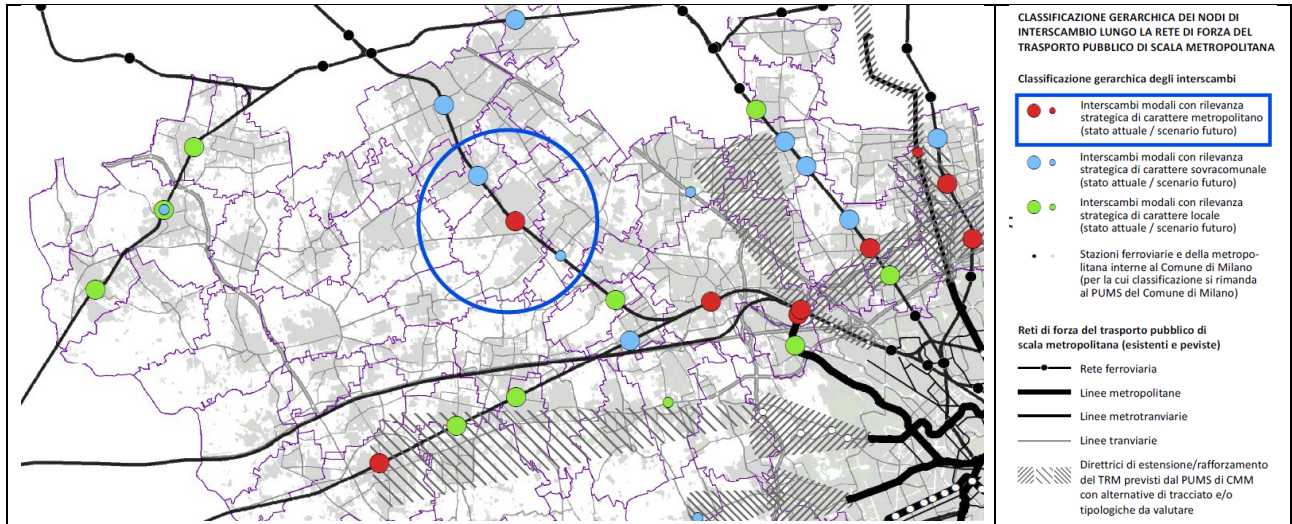 CLASSIFICAZIONE GERARCHICA DEI NODI DI
INTERSCAMBIO LUNGO LA RETE DI FORZA DEL
TRASPORTO PUBBLICO DI SCALA METROPOLITANA
Classificazione gerarchica degli interscambi
Interscambi modali con rilevanza
strategica di carattere metropolitano
(stato attuale / scenario futuro)
Interscambi modali con rilevanza
strategica di carattere sovracomunale
(stato attuale / scenario futuro)
Interscambi modali con rilevanza
strategica di carattere locale
(stato attuale / scenario futuro)
Stazioni ferroviarie e della metropo-
litana interne al Comune di Milano
(per la cui classificazione si rimanda
al PUMS del Comune di Milano)
Reti di forza del trasporto pubblico di
scala metropolitana (esistenti e peviste)
Rete ferroviaria
Linee metropolitane
Linee metrotranviarie
Linee tranviarie
Direttrici di estensione/rafforzamento
del TRM previsti dal PUMS di CMM
con alternative di tracciato e/o
tipologiche da valutare